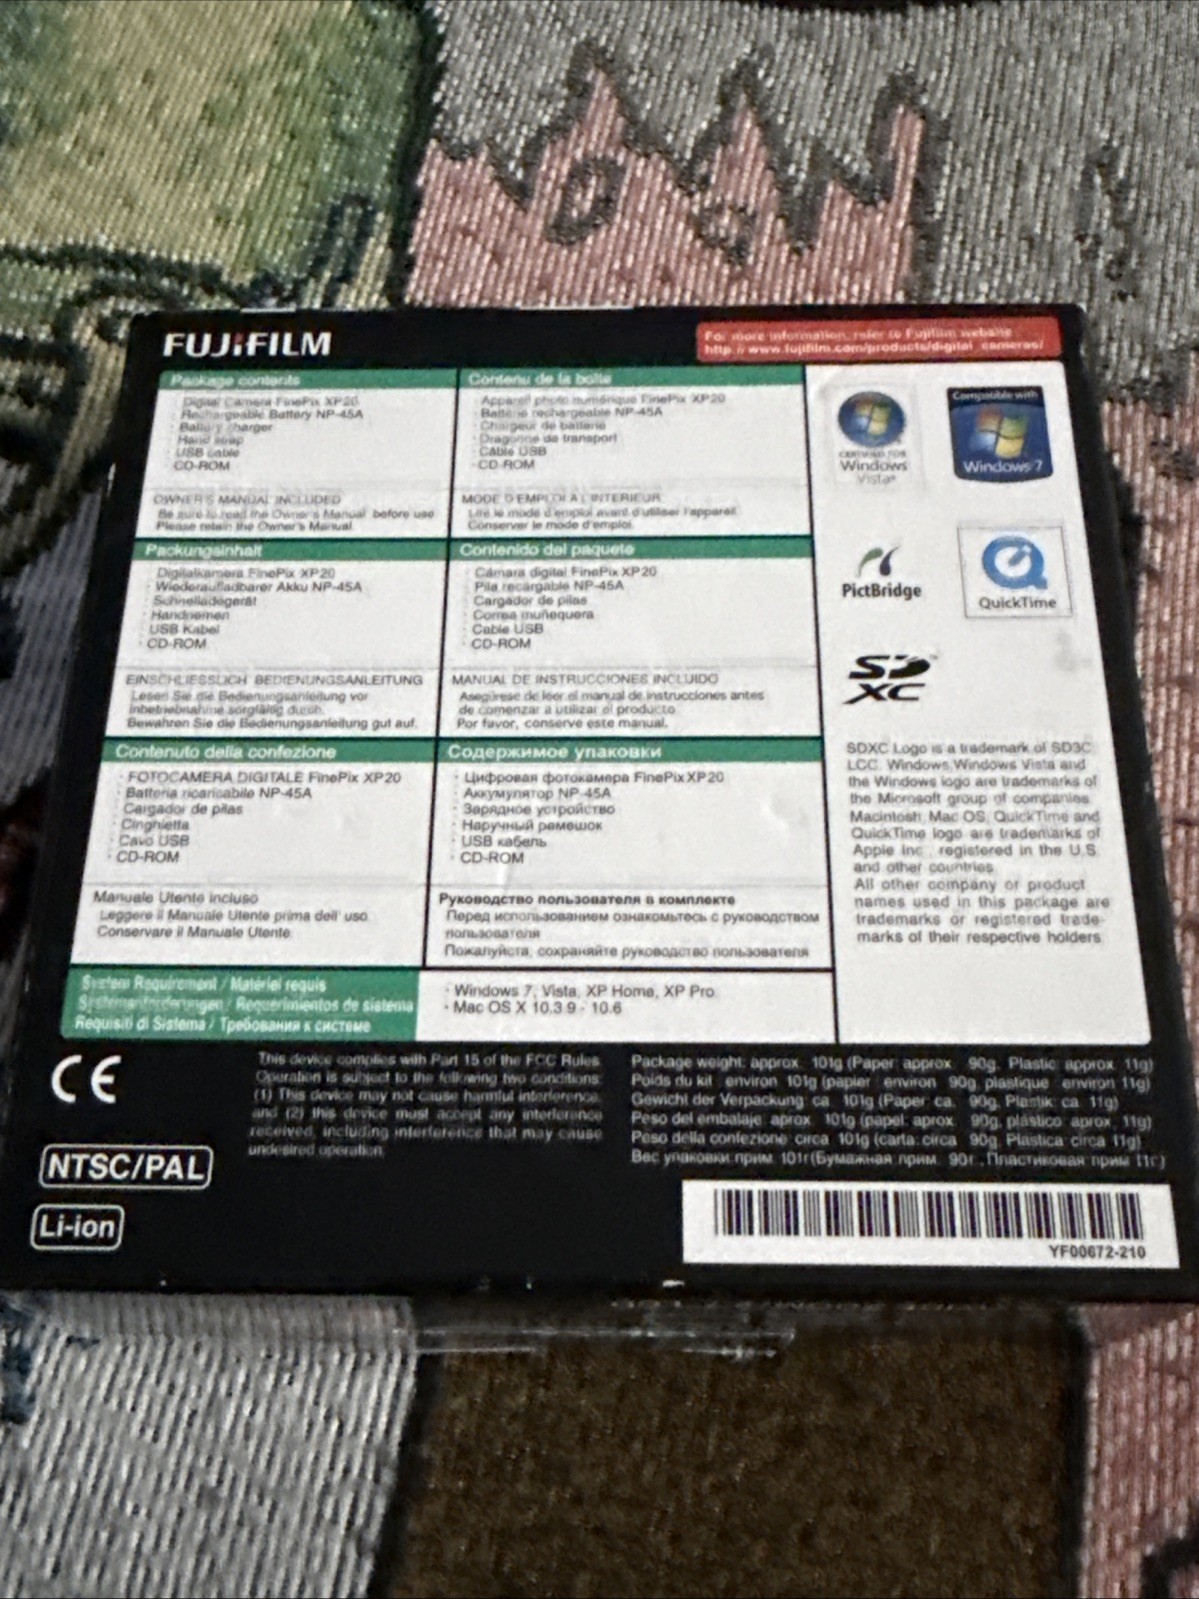 FUJIFILM
For more information, refer to Fujifilm website
http://www.fujifilm.com/products/digital_cameras/
Package contents
· Digital Camera FinePix XP20
· Rechargeable Battery NP-45A
· Battery charger
· Hand strap
· USB cable
· CD-ROM
OWNER'S MANUAL INCLUDED
Be sure to read the Owner's Manual before use
Please retain the Owner's Manual
Contenu de la boîte
· Appareil photo numérique FinePix XP20
· Batterie rechargeable NP-45A
· Chargeur de batterie
· Dragonne de transport
· Câble USB
· CD-ROM
MODE D'EMPLOI A L'INTERIEUR
Lire le mode d'emploi avant d'utiliser l'appareil
Conserver le mode d'emploi.
Packungsinhalt
· Digitalkamera FinePix XP20
· Wiederaufladbarer Akku NP-45A
· Schnelladegerät
· Handriemen
· USB Kabel
· CD-ROM
EINSCHLIESSLICH BEDIENUNGSANLEITUNG
Lesen Sie die Bedienungsanleitung vor
Inbetriebnahme sorgfältig durch.
Bewahren Sie die Bedienungsanleitung gut auf.
Contenido del paquete
· Cámara digital FinePix XP20
· Pila recargable NP-45A
· Cargador de pilas
· Correa muñequera
· Cable USB
· CD-ROM
MANUAL DE INSTRUCCIONES INCLUIDO
Asegúrese de leer el manual de instrucciones antes
de comenzar a utilizar el producto
Por favor, conserve este manual.
Contenuto della confezione
· FOTOCAMERA DIGITALE FinePix XP20
· Batteria ricaricabile NP-45A
· Cargador de pilas
· Cinghietta
· Cavo USB
· CD-ROM
Manuale Utente incluso
Leggere il Manuale Utente prima dell' uso
Conservare il Manuale Utente.
Содержимое упаковки
· Цифровая фотокамера FinePix XP20
· Аккумулятор NP-45A
· Зарядное устройство
· Наручный ремешок
· USB кабель
· CD-ROM
Руководство пользователя в комплекте
Перед использованием ознакомьтесь с руководством
пользователя
Пожалуйста, сохраняйте руководство пользователя
System Requirement / Matériel requis
Systemanforderungen / Requerimientos de sistema
Requisiti di Sistema / Требования к системе
· Windows 7, Vista, XP Home, XP Pro
· Mac OS X 10.3.9 - 10.6
CERTIFIED FOR
Windows
Vista®
Compatible with
Windows 7
PictBridge
QuickTime
SD
XC
™
SDXC Logo is a trademark of SD3C
LCC. Windows,Windows Vista and
the Windows logo are trademarks of
the Microsoft group of companies.
Macintosh, Mac OS, QuickTime and
QuickTime logo are trademarks of
Apple Inc., registered in the U.S.
and other countries
All other company or product
names used in this package are
trademarks or registered trade-
marks of their respective holders
CE
NTSC/PAL
Li-ion
This device complies with Part 15 of the FCC Rules
Operation is subject to the following two conditions:
(1) This device may not cause harmful interference,
and (2) this device must accept any interference
received, including interference that may cause
undesired operation.
Package weight: approx. 101g (Paper: approx. 90g, Plastic: approx. 11g)
Poids du kit : environ 101g (papier : environ 90g, plastique : environ 11g)
Gewicht der Verpackung: ca. 101g (Paper: ca. 90g, Plastik: ca. 11g)
Peso del embalaje: aprox. 101g (papel: aprox. 90g, plástico: aprox. 11g)
Peso della confezione: circa 101g (carta: circa 90g, Plastica: circa 11g)
Вес упаковки прим. 101г(Бумажная прим. 90г.,Пластиковая прим. 11г.)
YF00672-210